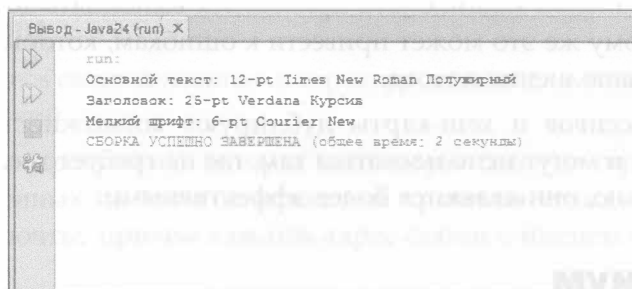 Вывод - Java24 (run) ×
run:
Основной текст: 12-pt Times New Roman Полужирный
Заголовок: 25-pt Verdana Курсив
Мелкий шрифт: 6-pt Courier New
СБОРКА УСПЕШНО ЗАВЕРШЕНА (общее время: 2 секунды)